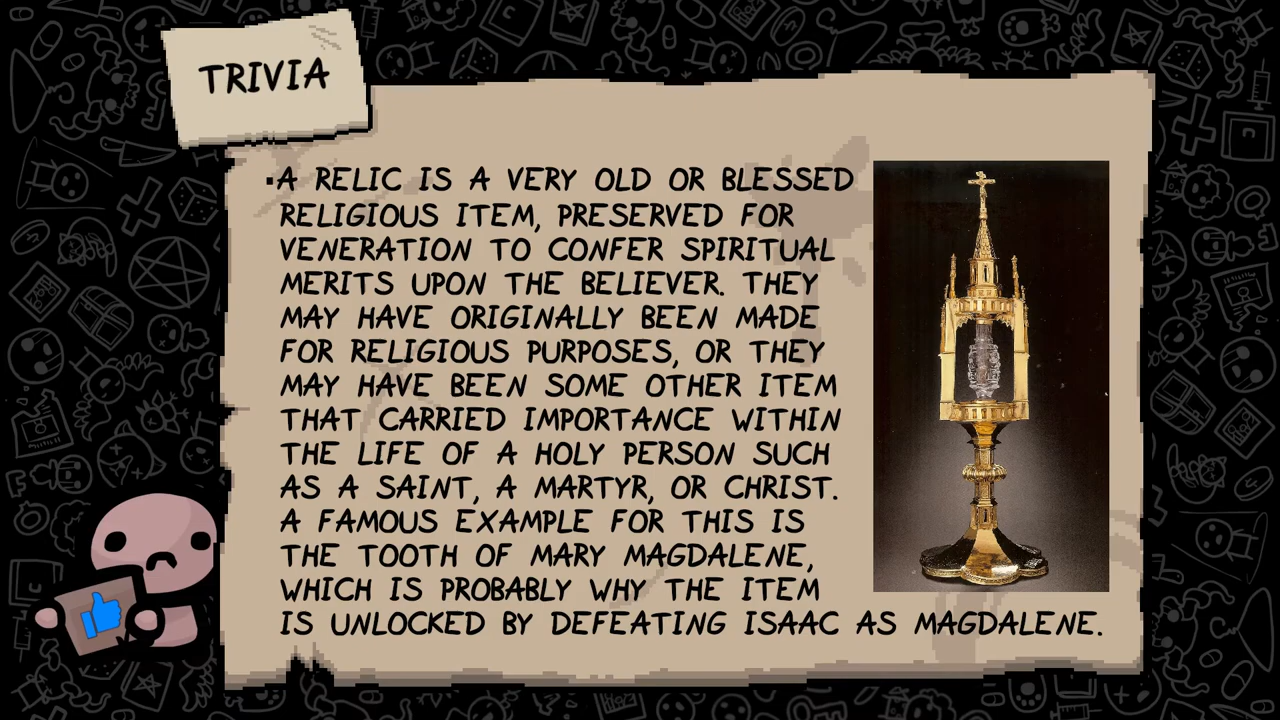 TRIVIA
▪A RELIC IS A VERY OLD OR BLESSED
RELIGIOUS ITEM, PRESERVED FOR
VENERATION TO CONFER SPIRITUAL
MERITS UPON THE BELIEVER. THEY
MAY HAVE ORIGINALLY BEEN MADE
FOR RELIGIOUS PURPOSES, OR THEY
MAY HAVE BEEN SOME OTHER ITEM
THAT CARRIED IMPORTANCE WITHIN
THE LIFE OF A HOLY PERSON SUCH
AS A SAINT, A MARTYR, OR CHRIST.
A FAMOUS EXAMPLE FOR THIS IS
THE TOOTH OF MARY MAGDALENE,
WHICH IS PROBABLY WHY THE ITEM
IS UNLOCKED BY DEFEATING ISAAC AS MAGDALENE.